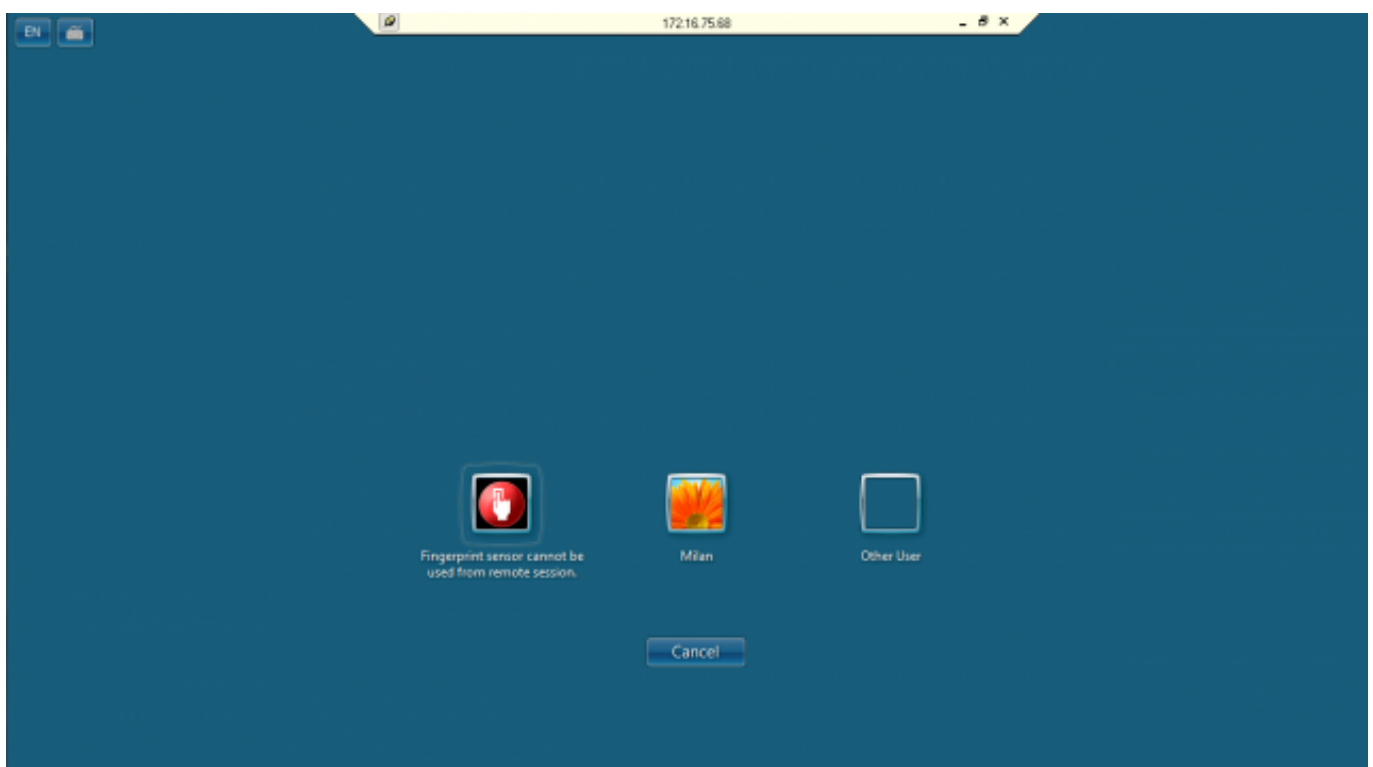 EN
172.16.75.68
Fingerprint sensor cannot be
used from remote session.
Milan
Other User
Cancel